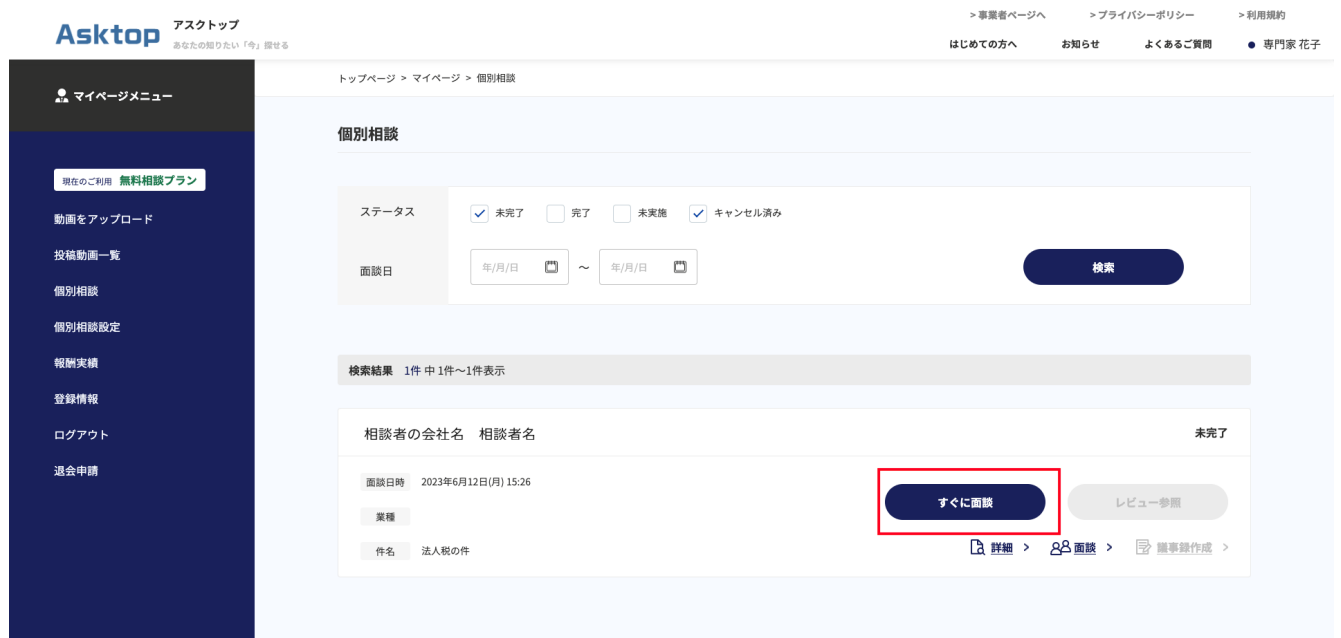 Asktop アスクトップ
あなたの知りたい「今」探せる
> 事業者ページへ > プライバシーポリシー > 利用規約
はじめての方へ お知らせ よくあるご質問 ● 専門家 花子
マイページメニュー
現在のご利用 無料相談プラン
動画をアップロード
投稿動画一覧
個別相談
個別相談設定
報酬実績
登録情報
ログアウト
退会申請
トップページ > マイページ > 個別相談
個別相談
ステータス 未完了 完了 未実施 キャンセル済み
面談日 年/月/日 〜 年/月/日 検索
検索結果 1件 中 1件〜1件表示
相談者の会社名 相談者名 未完了
面談日時 2023年6月12日(月) 15:26
すぐに面談 レビュー参照
業種
件名 法人税の件
詳細 > 面談 > 議事録作成 >